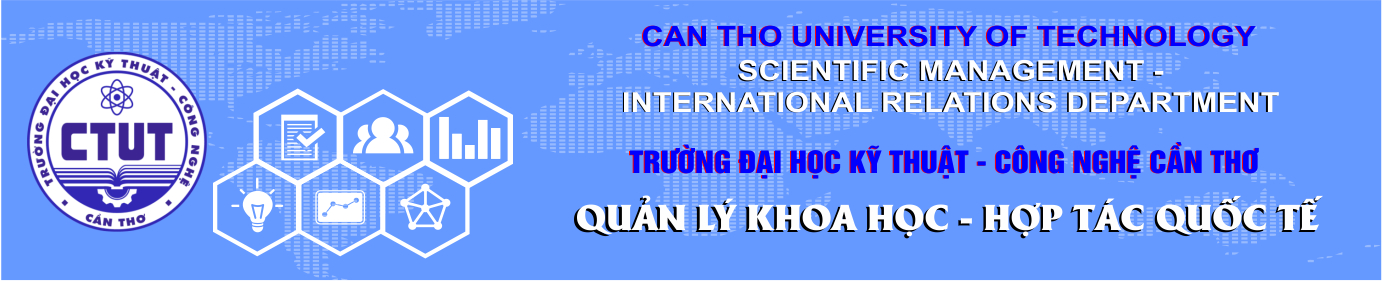 TRƯỜNG ĐẠI HỌC KỸ THUẬT - CÔNG NGHỆ
CTUT
CẦN THƠ
CAN THO UNIVERSITY OF TECHNOLOGY
SCIENTIFIC MANAGEMENT -
INTERNATIONAL RELATIONS DEPARTMENT
TRƯỜNG ĐẠI HỌC KỸ THUẬT - CÔNG NGHỆ CẦN THƠ
QUẢN LÝ KHOA HỌC - HỢP TÁC QUỐC TẾ